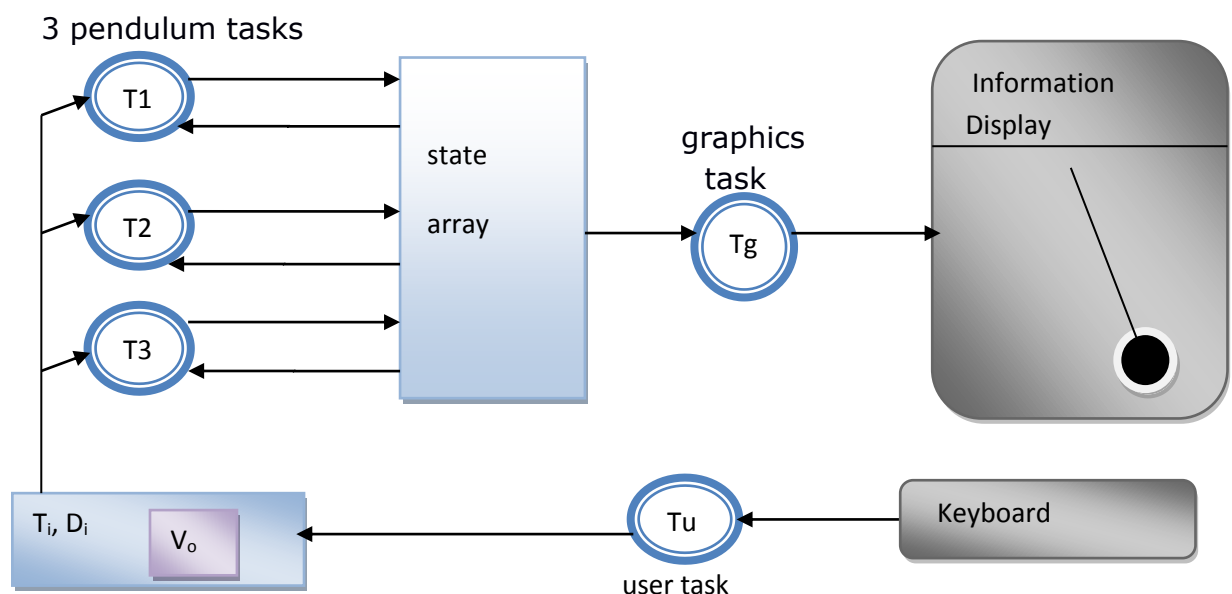 3 pendulum tasks
T1
T2
T3
state
array
graphics
task
Tg
Information
Display
Tᵢ, Dᵢ
Vₒ
Tu
user task
Keyboard